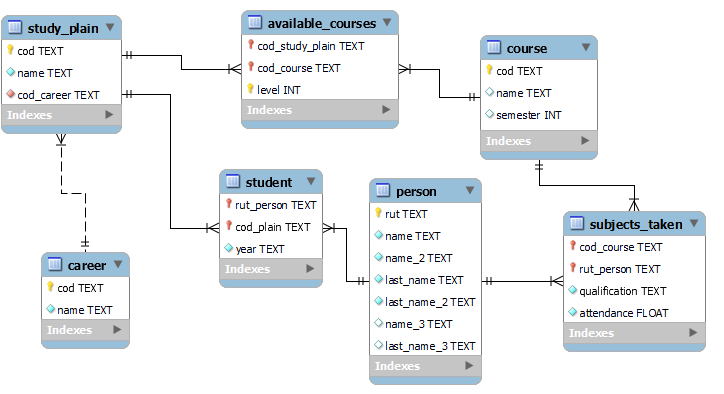 study_plain
cod TEXT
name TEXT
cod_career TEXT
Indexes
available_courses
cod_study_plain TEXT
cod_course TEXT
level INT
Indexes
course
cod TEXT
name TEXT
semester INT
Indexes
student
rut_person TEXT
cod_plain TEXT
year TEXT
Indexes
person
rut TEXT
name TEXT
name_2 TEXT
last_name TEXT
last_name_2 TEXT
name_3 TEXT
last_name_3 TEXT
Indexes
subjects_taken
cod_course TEXT
rut_person TEXT
qualification TEXT
attendance FLOAT
Indexes
career
cod TEXT
name TEXT
Indexes